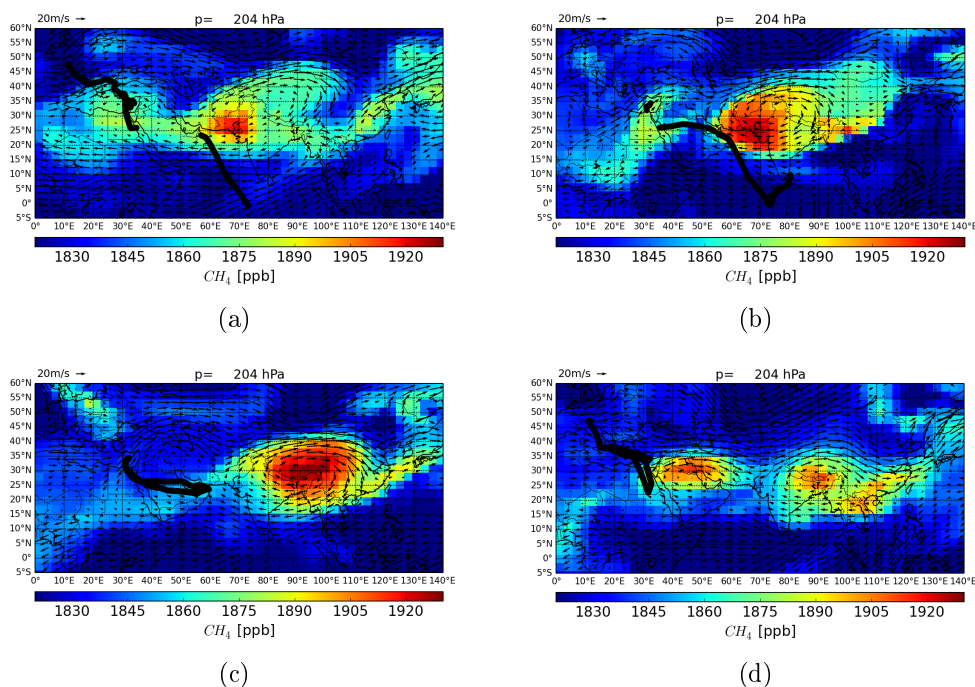 20m/s p= 204 hPa
60°N
55°N
50°N
45°N
40°N
35°N
30°N
25°N
20°N
15°N
10°N
5°N
0°
5°S
0° 10°E 20°E 30°E 40°E 50°E 60°E 70°E 80°E 90°E 100°E 110°E 120°E 130°E 140°E
1830 1845 1860 1875 1890 1905 1920
CH₄ [ppb]
(a)
20m/s p= 204 hPa
60°N
55°N
50°N
45°N
40°N
35°N
30°N
25°N
20°N
15°N
10°N
5°N
0°
5°S
0° 10°E 20°E 30°E 40°E 50°E 60°E 70°E 80°E 90°E 100°E 110°E 120°E 130°E 140°E
1830 1845 1860 1875 1890 1905 1920
CH₄ [ppb]
(b)
20m/s p= 204 hPa
60°N
55°N
50°N
45°N
40°N
35°N
30°N
25°N
20°N
15°N
10°N
5°N
0°
5°S
0° 10°E 20°E 30°E 40°E 50°E 60°E 70°E 80°E 90°E 100°E 110°E 120°E 130°E 140°E
1830 1845 1860 1875 1890 1905 1920
CH₄ [ppb]
(c)
20m/s p= 204 hPa
60°N
55°N
50°N
45°N
40°N
35°N
30°N
25°N
20°N
15°N
10°N
5°N
0°
5°S
0° 10°E 20°E 30°E 40°E 50°E 60°E 70°E 80°E 90°E 100°E 110°E 120°E 130°E 140°E
1830 1845 1860 1875 1890 1905 1920
CH₄ [ppb]
(d)